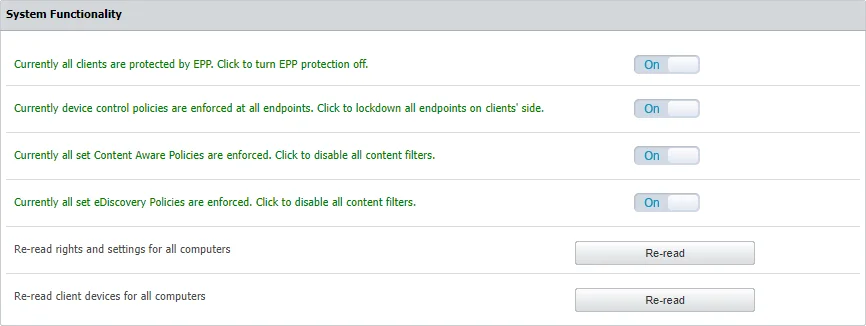 System Functionality
Currently all clients are protected by EPP. Click to turn EPP protection off.
On
Currently device control policies are enforced at all endpoints. Click to lockdown all endpoints on clients' side.
On
Currently all set Content Aware Policies are enforced. Click to disable all content filters.
On
Currently all set eDiscovery Policies are enforced. Click to disable all content filters.
On
Re-read rights and settings for all computers
Re-read
Re-read client devices for all computers
Re-read